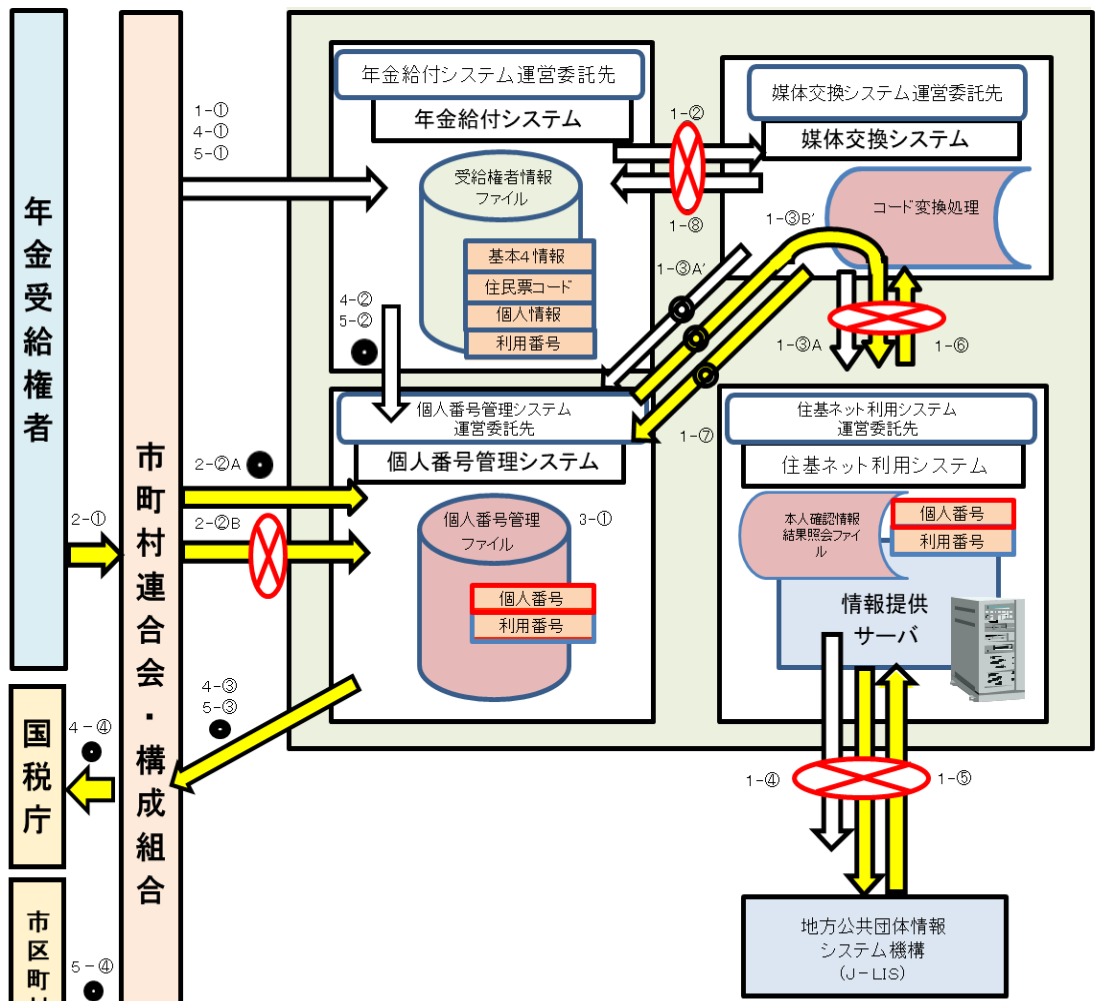 年金受給権者
国税庁
市区町
市町村連合会・構成組合
1-①
4-①
5-①
2-①
2-②A
2-②B
4-③
5-③
4-④
5-④
年金給付システム運営委託先
年金給付システム
受給権者情報
ファイル
基本4情報
住民票コード
個人情報
利用番号
4-②
5-②
1-②
1-⑧
媒体交換システム運営委託先
媒体交換システム
コード変換処理
1-③B'
1-③A'
1-③A
1-⑥
1-⑦
個人番号管理システム
運営委託先
個人番号管理システム
個人番号管理
ファイル
3-①
個人番号
利用番号
住基ネット利用システム
運営委託先
住基ネット利用システム
本人確認情報
結果照会ファイ
ル
個人番号
利用番号
情報提供
サーバ
1-④
1-⑤
地方公共団体情報
システム機構
(J-LIS)